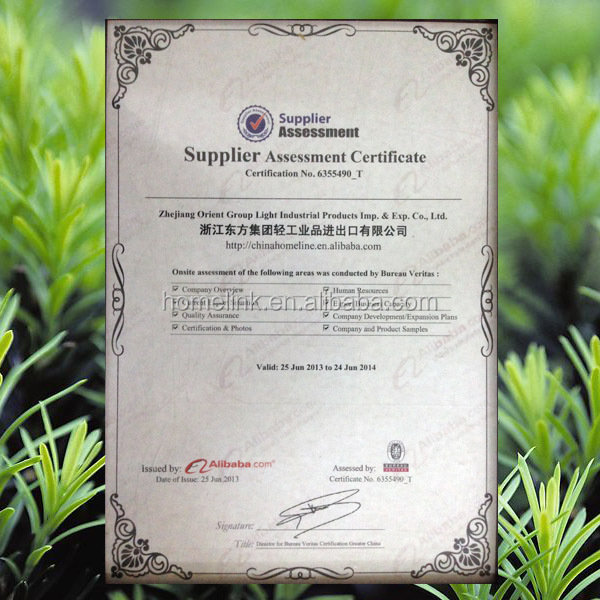 Supplier
Assessment
Supplier Assessment Certificate
Certification No. 6355490_T
Zhejiang Orient Group Light Industrial Products Imp. & Exp. Co., Ltd.
浙江东方集团轻工业品进出口有限公司
http://chinahomeline.en.alibaba.com
Onsite assessment of the following areas was conducted by Bureau Veritas :
Company Overview
Human Resources
homelink.en.alibaba.com
Quality Assurance
Company Development/Expansion Plans
Certification & Photos
Company and Product Samples
Valid: 25 Jun 2013 to 24 Jun 2014
Issued by: Alibaba.com
Assessed by:
Date of Issue: 25 Jun 2013
Certificate No. 6355490_T
Signature:
Title: Director for Bureau Veritas Certification Greater China